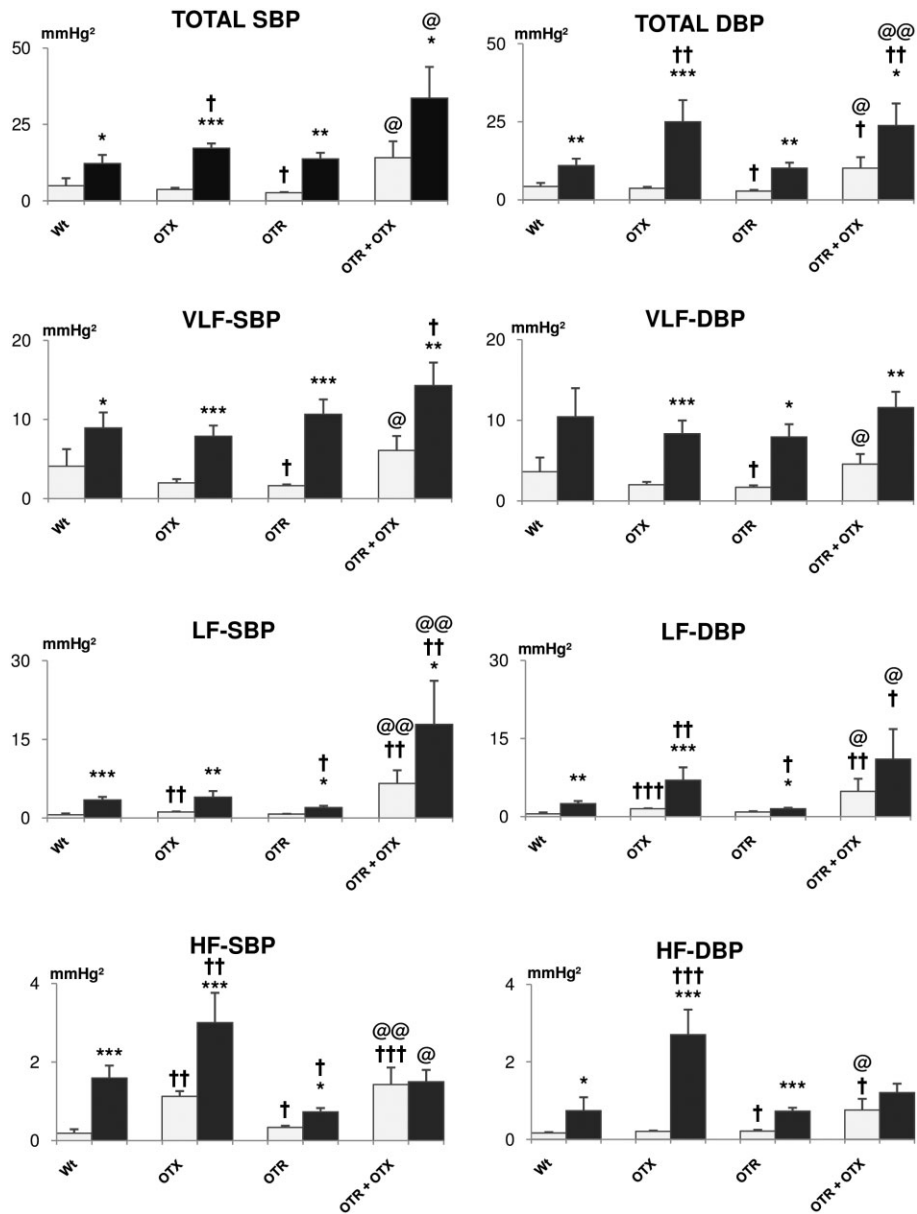 TOTAL SBP
mmHg²
50
25
0
*
†
***
†
**
@
@
*
Wt
OTX
OTR
OTR + OTX
TOTAL DBP
mmHg²
50
25
0
**
††
***
†
**
@
†
@@
††
*
Wt
OTX
OTR
OTR + OTX
VLF-SBP
mmHg²
20
10
0
*
***
†
***
@
†
**
Wt
OTX
OTR
OTR + OTX
VLF-DBP
mmHg²
20
10
0
***
†
*
@
**
Wt
OTX
OTR
OTR + OTX
LF-SBP
mmHg²
30
15
0
***
††
**
†
*
@@
††
@@
††
*
Wt
OTX
OTR
OTR + OTX
LF-DBP
mmHg²
30
15
0
**
†††
††
***
†
*
@
††
@
†
Wt
OTX
OTR
OTR + OTX
HF-SBP
mmHg²
4
2
0
***
††
††
***
†
†
*
@@
†††
@
Wt
OTX
OTR
OTR + OTX
HF-DBP
mmHg²
4
2
0
*
†††
***
†
***
@
†
Wt
OTX
OTR
OTR + OTX